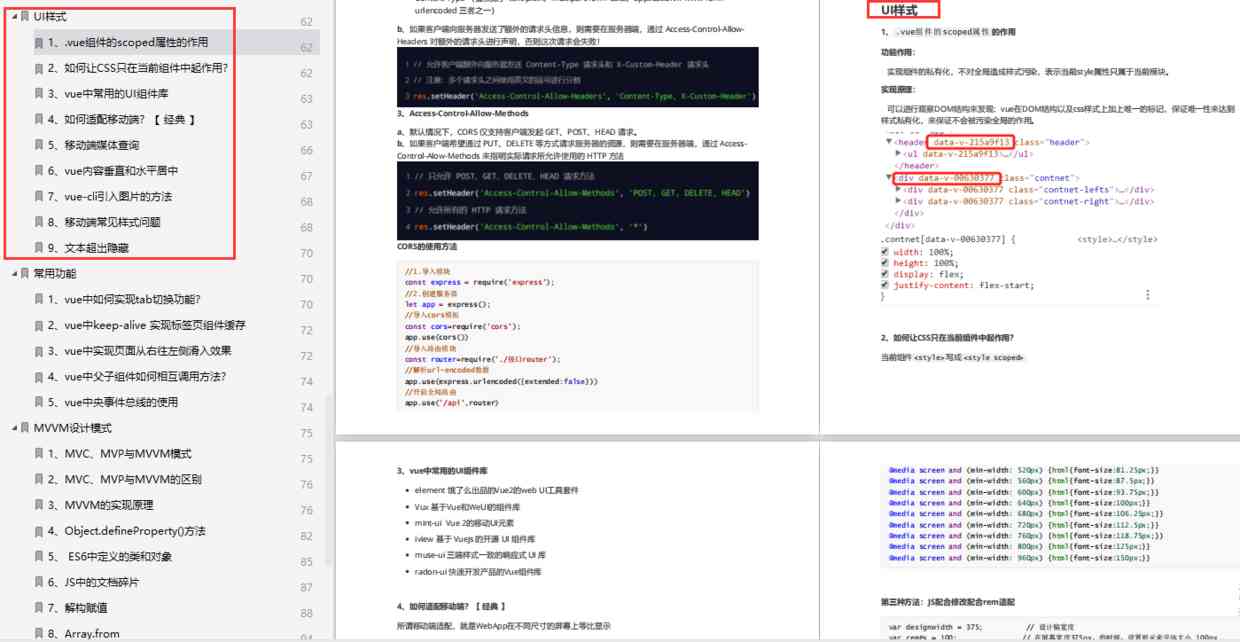 UI样式
62
1、.vue组件的scoped属性的作用
62
2、如何让CSS只在当前组件中起作用？
62
3、vue中常用的UI组件库
63
4、如何适配移动端？【 经典 】
63
5、移动端媒体查询
66
6、vue内容垂直和水平居中
67
7、vue-cl引入图片的方法
68
8、移动端常见样式问题
68
9、文本超出隐藏
70
常用功能
70
1、vue中如何实现tab切换功能？
70
2、vue中keep-alive 实现标签页组件缓存
72
3、vue中实现页面从右往左侧滑入效果
72
4、vue中父子组件如何相互调用方法？
74
5、vue中央事件总线的使用
74
MVVM设计模式
75
1、MVC、MVP与MVVM模式
75
2、MVC、MVP与MVVM的区别
76
3、MVVM的实现原理
76
4、Object.defineProperty()方法
82
5、 ES6中定义的类和对象
85
6、JS中的文档碎片
87
7、解构赋值
88
8、Array.from
urlencoded 三者之一）
b、如果客户端向服务器发送了额外的请求头信息，则需要在服务器端，通过 Access-Control-Allow-
Headers 对额外的请求头进行声明，否则这次请求会失败！
1 // 允许客户端额外向服务器发送 Content-Type 请求头和 X-Custom-Header 请求头
2 // 注意：多个请求头之间使用英文的逗号进行分割
3 res.setHeader('Access-Control-Allow-Headers', 'Content-Type, X-Custom-Header')
3、Access-Control-Allow-Methods
a、默认情况下，CORS 仅支持客户端发起 GET、POST、HEAD 请求。
b、如果客户端希望通过 PUT、DELETE 等方式请求服务器的资源，则需要在服务器端，通过 Access-
Control-Alow-Methods 来指明实际请求所允许使用的 HTTP 方法
1 // 只允许 POST、GET、DELETE、HEAD 请求方法
2 res.setHeader('Access-Control-Allow-Methods', 'POST, GET, DELETE, HEAD')
3 // 允许所有的 HTTP 请求方法
4 res.setHeader('Access-Control-Allow-Methods', '*')
CORS的使用方法
//1.导入模块
const express = require('express');
//2.创建服务器
let app = express();
//导入cors模板
const cors=require('cors');
app.use(cors())
//导入路由模块
const router=require('./
router');
//解析url-encoded数据
app.use(express.urlencoded({extended:false}))
//开启全局路由
app.use('/api',router)
3、vue中常用的UI组件库
• element 饿了么出品的Vue2的web UI工具套件
• Vux 基于Vue和WeUI的组件库
• mint-ui Vue 2的移动UI元素
• iview 基于 Vuejs 的开源 UI 组件库
• muse-ui 三端样式一致的响应式 UI 库
• radon-ui 快速开发产品的Vue组件库
4、如何适配移动端？【 经典 】
所谓移动端适配，就是WebApp在不同尺寸的屏幕上等比显示
UI样式
1、.vue组件的scoped属性的作用
功能作用：
实现组件的私有化，不对全局造成样式污染，表示当前style属性只属于当前模块。
实现原理：
可以进行观察DOM结构来发现：vue在DOM结构以及css样式上加上唯一的标记，保证唯一性来达到
样式私有化，来保证不会被污染全局的作用。
▼<header data-v-215a9f13 class="header">
▶<ul data-v-215a9f13>…</ul>
</header>
▼<div data-v-00630377 class="contnet">
▶<div data-v-00630377 class="contnet-lefts">…</div>
▶<div data-v-00630377 class="contnet-right">…</div>
</div>
</div>
.contnet[data-v-00630377] { <style>…</style>
width: 100%;
height: 100%;
display: flex;
justify-content: flex-start;
}
2、如何让CSS只在当前组件中起作用？
当前组件<style>写成<style scoped>
@media screen and (min-width: 520px) {html{font-size:81.25px;}}
@media screen and (min-width: 560px) {html{font-size:87.5px;}}
@media screen and (min-width: 600px) {html{font-size:93.75px;}}
@media screen and (min-width: 640px) {html{font-size:100px;}}
@media screen and (min-width: 680px) {html{font-size:106.25px;}}
@media screen and (min-width: 720px) {html{font-size:112.5px;}}
@media screen and (min-width: 760px) {html{font-size:118.75px;}}
@media screen and (min-width: 800px) {html{font-size:125px;}}
@media screen and (min-width: 960px) {html{font-size:150px;}}
第三种方法：JS配合修改配合rem适配
var designWidth = 375; // 设计稿宽度